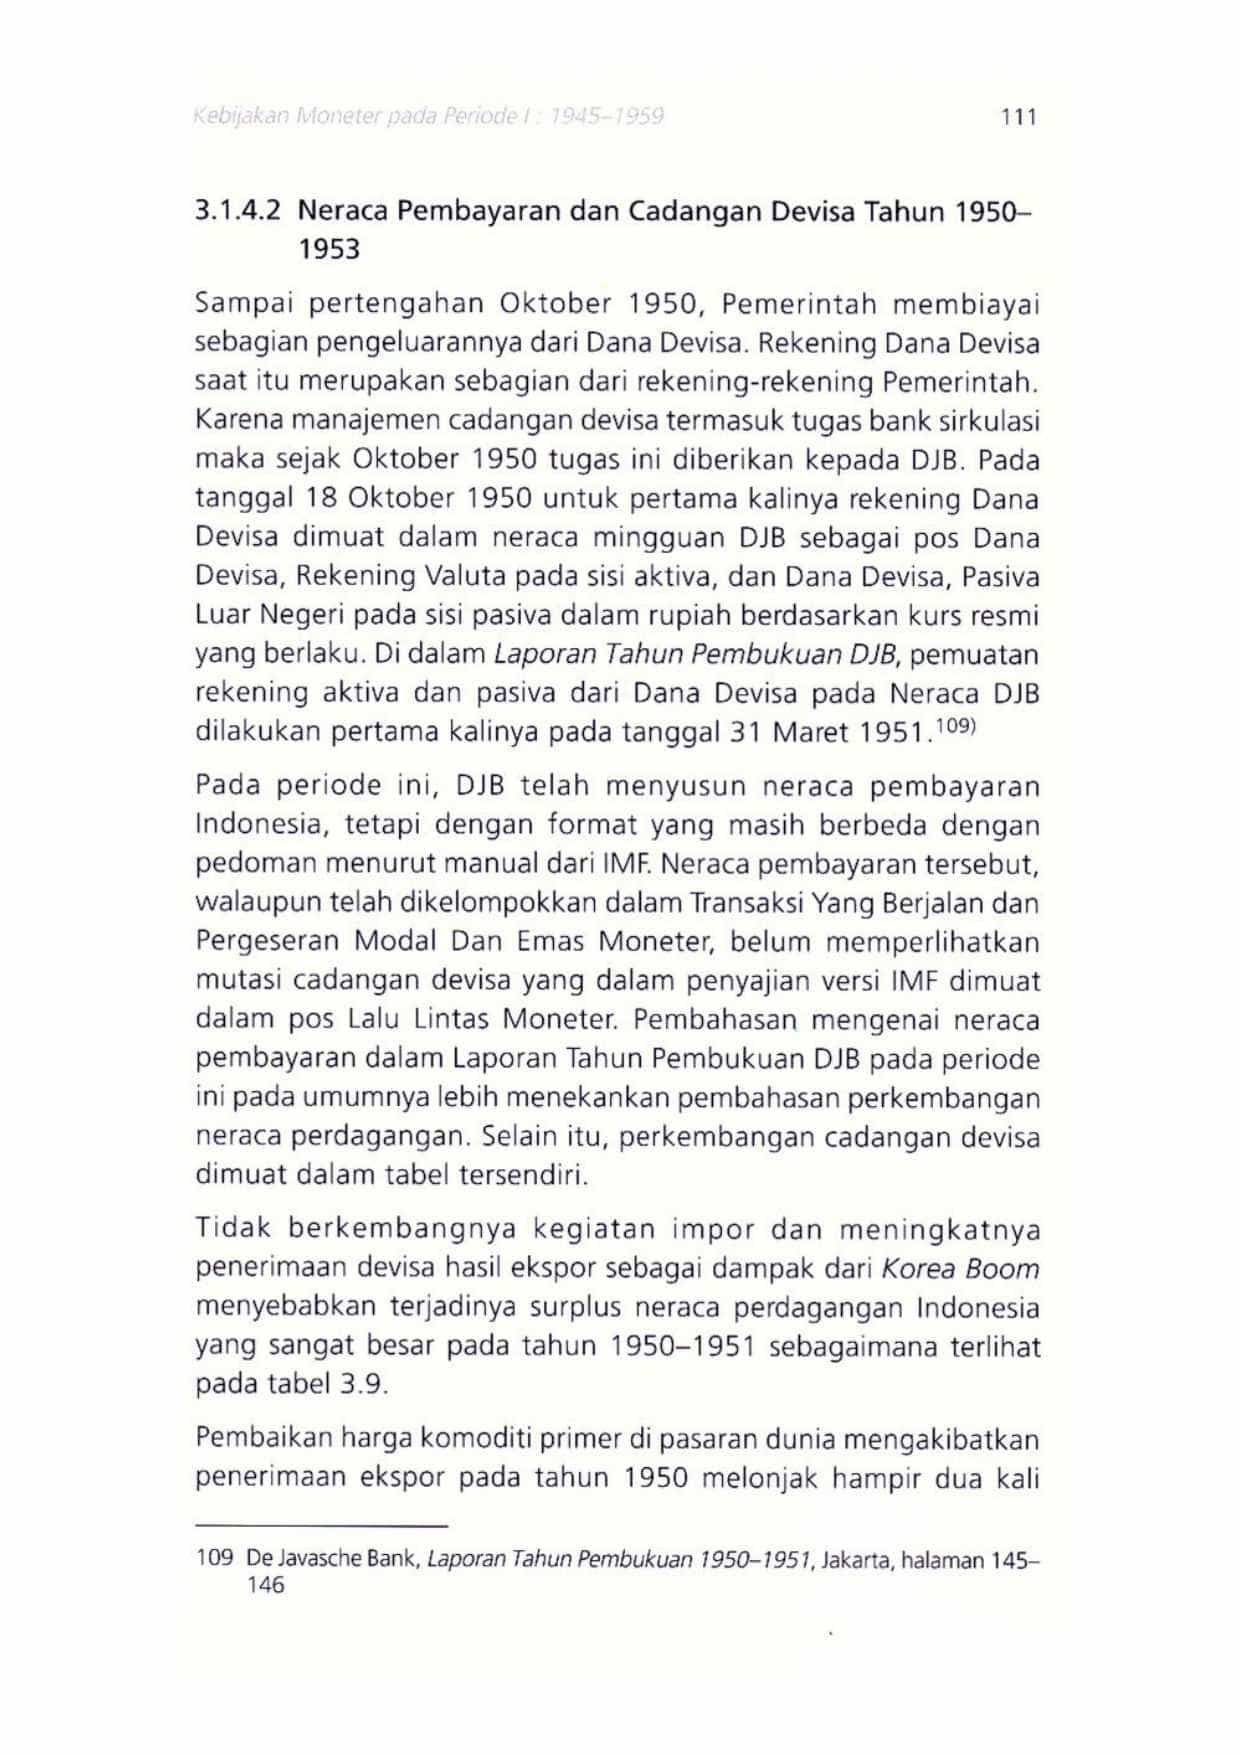 Kebijakan Moneter pada Periode I : 1945–1959 111
3.1.4.2 Neraca Pembayaran dan Cadangan Devisa Tahun 1950–
1953
Sampai pertengahan Oktober 1950, Pemerintah membiayai
sebagian pengeluarannya dari Dana Devisa. Rekening Dana Devisa
saat itu merupakan sebagian dari rekening-rekening Pemerintah.
Karena manajemen cadangan devisa termasuk tugas bank sirkulasi
maka sejak Oktober 1950 tugas ini diberikan kepada DJB. Pada
tanggal 18 Oktober 1950 untuk pertama kalinya rekening Dana
Devisa dimuat dalam neraca mingguan DJB sebagai pos Dana
Devisa, Rekening Valuta pada sisi aktiva, dan Dana Devisa, Pasiva
Luar Negeri pada sisi pasiva dalam rupiah berdasarkan kurs resmi
yang berlaku. Di dalam Laporan Tahun Pembukuan DJB, pemuatan
rekening aktiva dan pasiva dari Dana Devisa pada Neraca DJB
dilakukan pertama kalinya pada tanggal 31 Maret 1951.109)
Pada periode ini, DJB telah menyusun neraca pembayaran
Indonesia, tetapi dengan format yang masih berbeda dengan
pedoman menurut manual dari IMF. Neraca pembayaran tersebut,
walaupun telah dikelompokkan dalam Transaksi Yang Berjalan dan
Pergeseran Modal Dan Emas Moneter, belum memperlihatkan
mutasi cadangan devisa yang dalam penyajian versi IMF dimuat
dalam pos Lalu Lintas Moneter. Pembahasan mengenai neraca
pembayaran dalam Laporan Tahun Pembukuan DJB pada periode
ini pada umumnya lebih menekankan pembahasan perkembangan
neraca perdagangan. Selain itu, perkembangan cadangan devisa
dimuat dalam tabel tersendiri.
Tidak berkembangnya kegiatan impor dan meningkatnya
penerimaan devisa hasil ekspor sebagai dampak dari Korea Boom
menyebabkan terjadinya surplus neraca perdagangan Indonesia
yang sangat besar pada tahun 1950–1951 sebagaimana terlihat
pada tabel 3.9.
Pembaikan harga komoditi primer di pasaran dunia mengakibatkan
penerimaan ekspor pada tahun 1950 melonjak hampir dua kali
109 De Javasche Bank, Laporan Tahun Pembukuan 1950–1951, Jakarta, halaman 145–
146